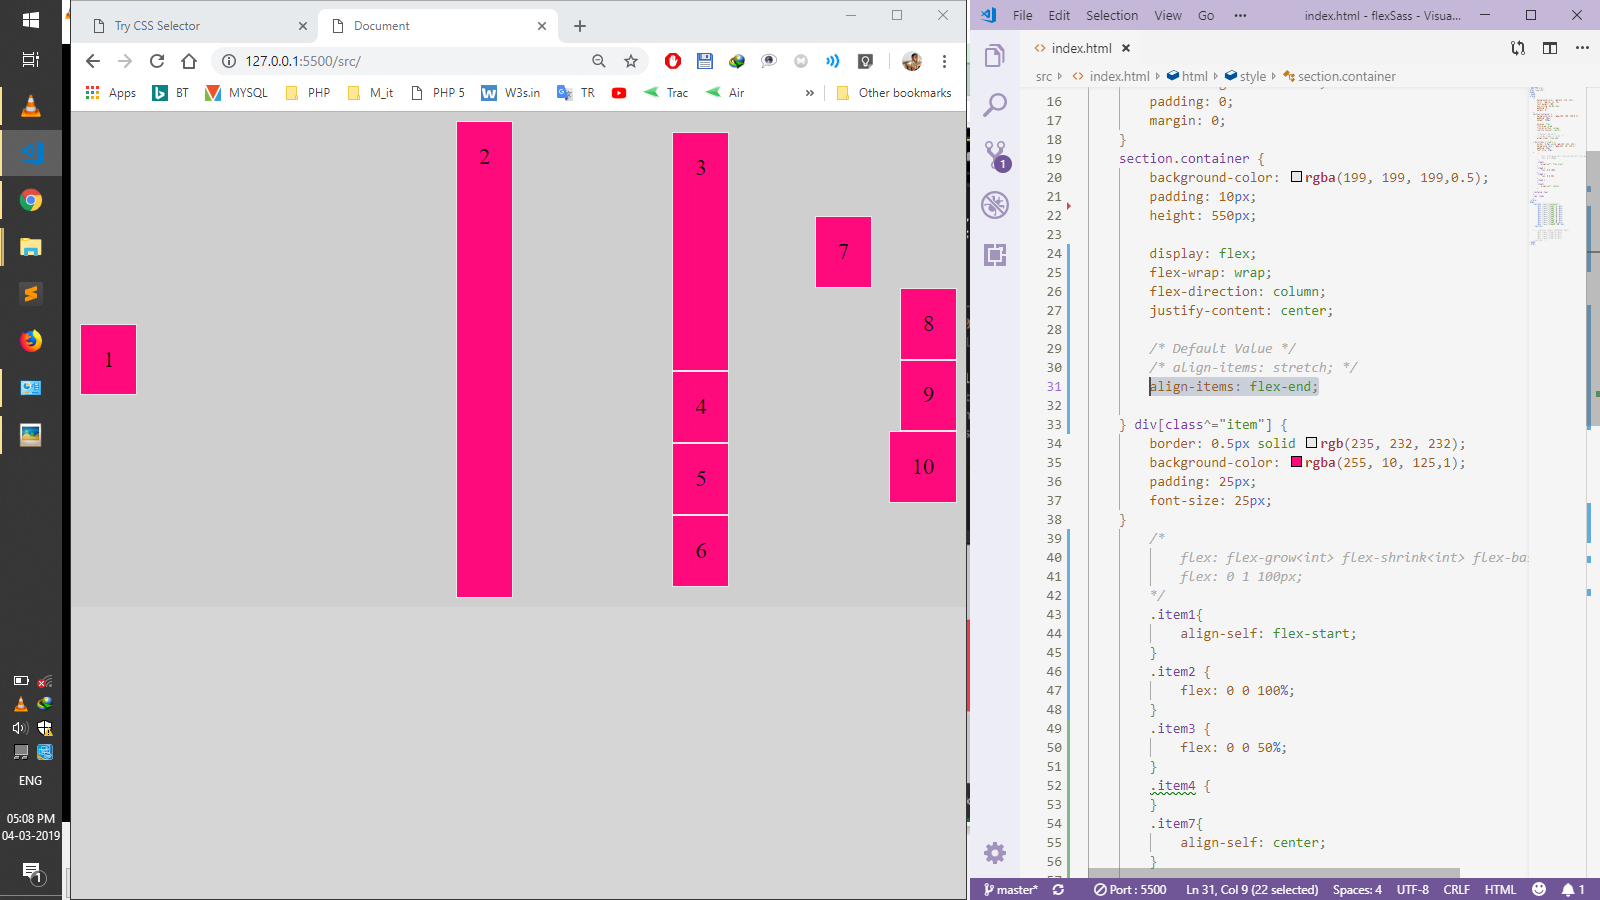 Try CSS Selector
Document
127.0.0.1:5500/src/
Apps
BT
MYSQL
PHP
M_it
PHP 5
W3s.in
TR
Trac
Air
»
Other bookmarks
1
2
3
4
5
6
7
8
9
10
ENG
05:08 PM
04-03-2019
1
File Edit Selection View Go ··· index.html - flexSass - Visua...
index.html
src index.html html style section.container
1
16 padding: 0;
17 margin: 0;
18 }
19 section.container {
20 background-color: rgba(199, 199, 199,0.5);
21 padding: 10px;
22 height: 550px;
23
24 display: flex;
25 flex-wrap: wrap;
26 flex-direction: column;
27 justify-content: center;
28
29 /* Default Value */
30 /* align-items: stretch; */
31 align-items: flex-end;
32
33 } div[class^="item"] {
34 border: 0.5px solid rgb(235, 232, 232);
35 background-color: rgba(255, 10, 125,1);
36 padding: 25px;
37 font-size: 25px;
38 }
39 /*
40 flex: flex-grow<int> flex-shrink<int> flex-ba
41 flex: 0 1 100px;
42 */
43 .item1{
44 align-self: flex-start;
45 }
46 .item2 {
47 flex: 0 0 100%;
48 }
49 .item3 {
50 flex: 0 0 50%;
51 }
52 .item4 {
53 }
54 .item7{
55 align-self: center;
56 }
master* Port : 5500 Ln 31, Col 9 (22 selected) Spaces: 4 UTF-8 CRLF HTML 1